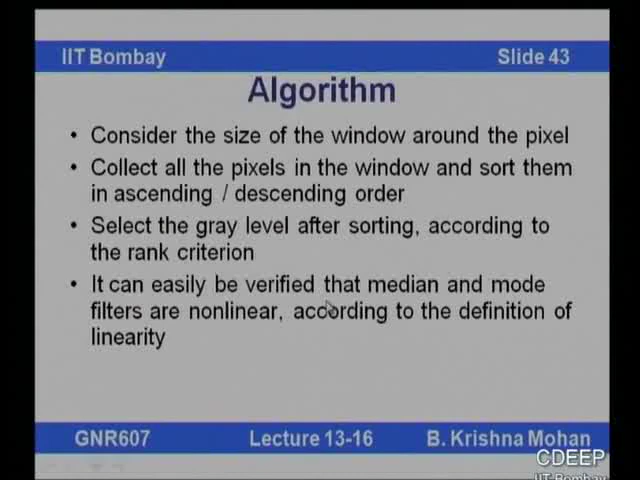 IIT Bombay
Slide 43
Algorithm
• Consider the size of the window around the pixel
• Collect all the pixels in the window and sort them
in ascending / descending order
• Select the gray level after sorting, according to
the rank criterion
• It can easily be verified that median and mode
filters are nonlinear, according to the definition of
linearity
GNR607
Lecture 13-16
B. Krishna Mohan
CDEEP
IIT Bombay